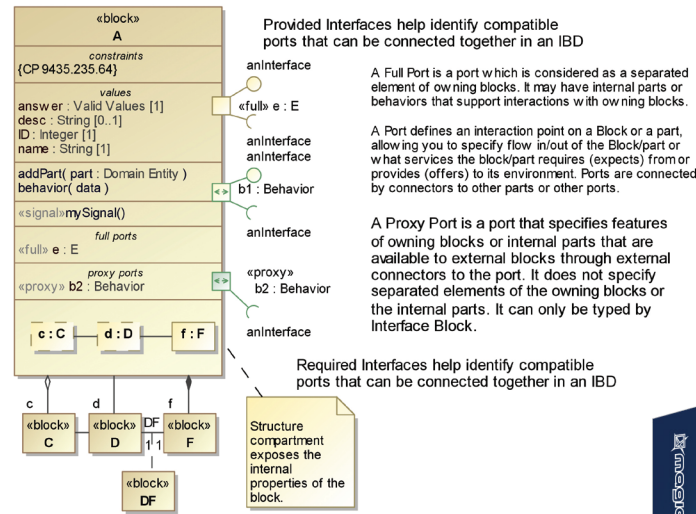 «block»
A
constraints
{CP 9435.235.64}
values
answer : Valid Values [1]
desc : String [0..1]
ID : Integer [1]
name : String [1]
addPart( part : Domain Entity )
behavior( data )
«signal»mySignal()
full ports
«full» e : E
proxy ports
«proxy» b2 : Behavior
c : C
d : D
f : F
c
d
f
«block»
C
«block»
D
DF
1
1
«block»
F
«block»
DF
Provided Interfaces help identify compatible
ports that can be connected together in an IBD
anInterface
«full» e : E
anInterface
anInterface
b1 : Behavior
anInterface
«proxy»
b2 : Behavior
anInterface
A Full Port is a port which is considered as a separated
element of owning blocks. It may have internal parts or
behaviors that support interactions with owning blocks.
A Port defines an interaction point on a Block or a part,
allowing you to specify flow in/out of the Block/part or
what services the block/part requires (expects) from or
provides (offers) to its environment. Ports are connected
by connectors to other parts or other ports.
A Proxy Port is a port that specifies features
of owning blocks or internal parts that are
available to external blocks through external
connectors to the port. It does not specify
separated elements of the owning blocks or
the internal parts. It can only be typed by
Interface Block.
Required Interfaces help identify compatible
ports that can be connected together in an IBD
Structure
compartment
exposes the
internal
properties of the
block.